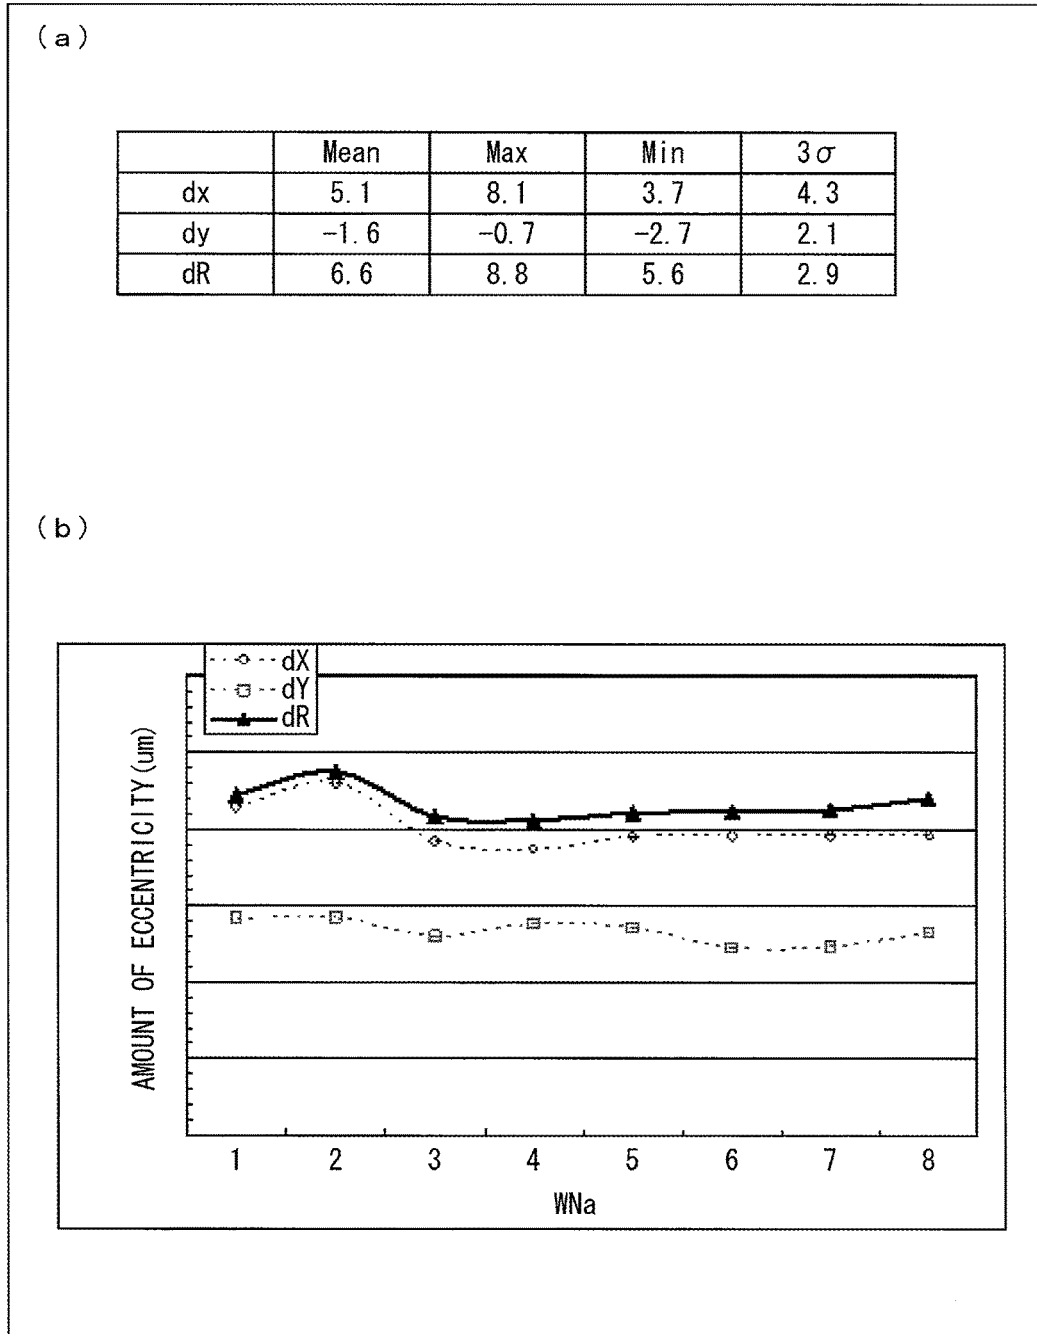 (a)
Mean Max Min 3σ
dx 5.1 8.1 3.7 4.3
dy -1.6 -0.7 -2.7 2.1
dR 6.6 8.8 5.6 2.9
(b)
dX
dY
dR
AMOUNT OF ECCENTRICITY(um)
1 2 3 4 5 6 7 8
WNa